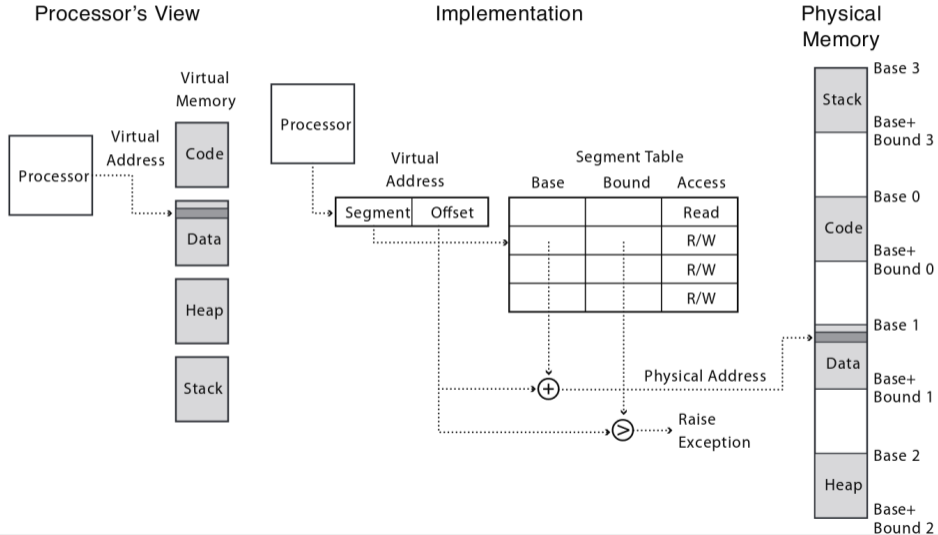 Processor's View
Implementation
Physical
Memory
Virtual
Memory
Processor
Virtual
Address
Code
Data
Heap
Stack
Processor
Virtual
Address
Segment
Offset
Segment Table
Base
Bound
Access
Read
R/W
R/W
R/W
+
Physical Address
>
Raise
Exception
Base 3
Stack
Base+
Bound 3
Base 0
Code
Base+
Bound 0
Base 1
Data
Base+
Bound 1
Base 2
Heap
Base+
Bound 2